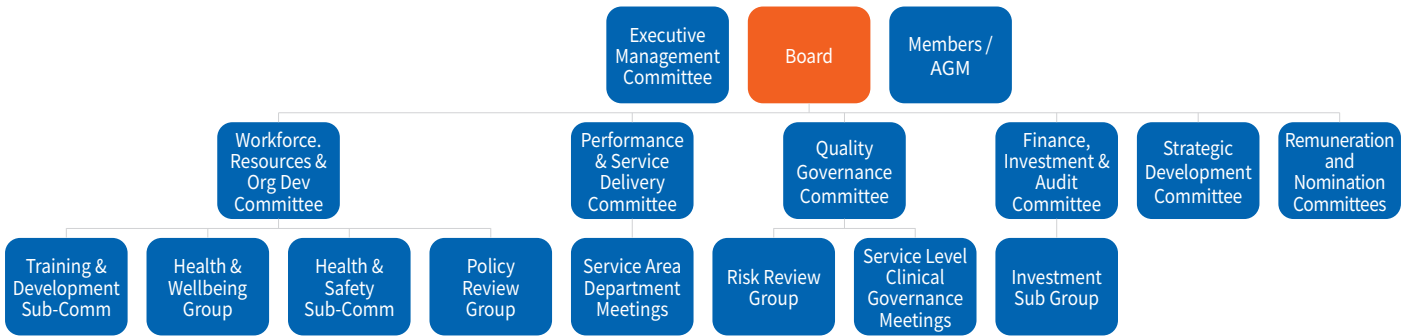 Executive
Management
Committee
Board
Members /
AGM
Workforce.
Resources &
Org Dev
Committee
Performance
& Service
Delivery
Committee
Quality
Governance
Committee
Finance,
Investment &
Audit
Committee
Strategic
Development
Committee
Remuneration
and
Nomination
Committees
Training &
Development
Sub-Comm
Health &
Wellbeing
Group
Health &
Safety
Sub-Comm
Policy
Review
Group
Service Area
Department
Meetings
Risk Review
Group
Service Level
Clinical
Governance
Meetings
Investment
Sub Group